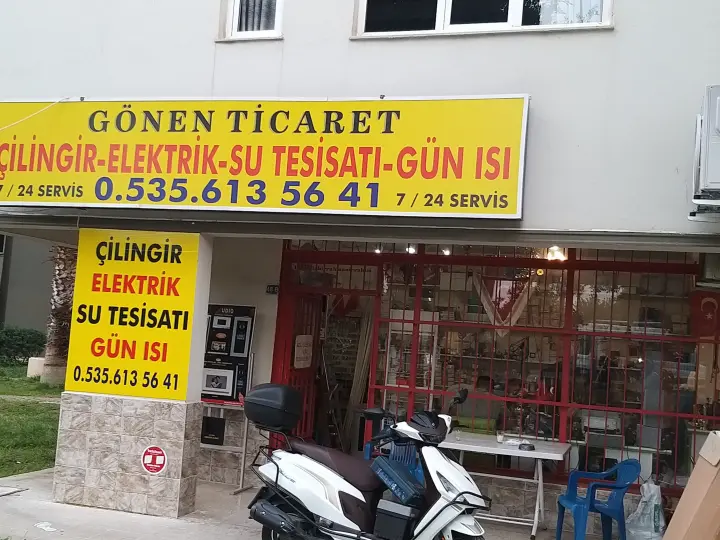 GÖNEN TİCARET
ÇİLİNGİR-ELEKTRİK-SU TESİSATI-GÜN ISI
7 / 24 SERVİS 0.535.613 56 41 7 / 24 SERVİS
ÇİLİNGİR
ELEKTRİK
SU TESİSATI
GÜN ISI
0.535.613 56 41